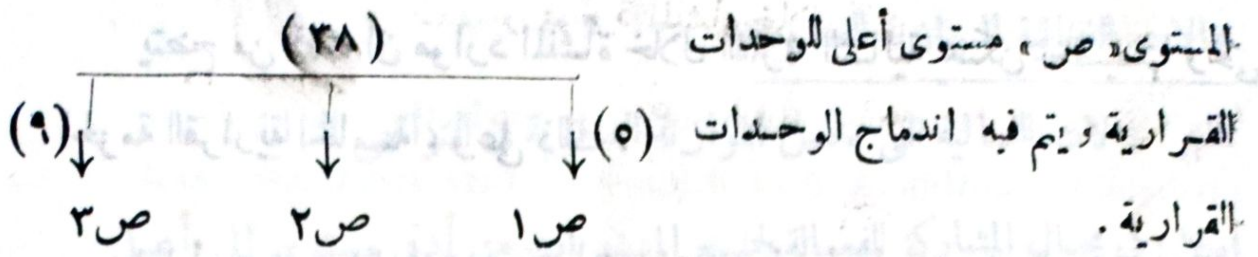 المستوى « ص » مستوى أعلى للوحدات (٣٨)
القرارية ويتم فيه اندماج الوحدات (٥) (٩)
القرارية . ص١ ص٢ ص٣